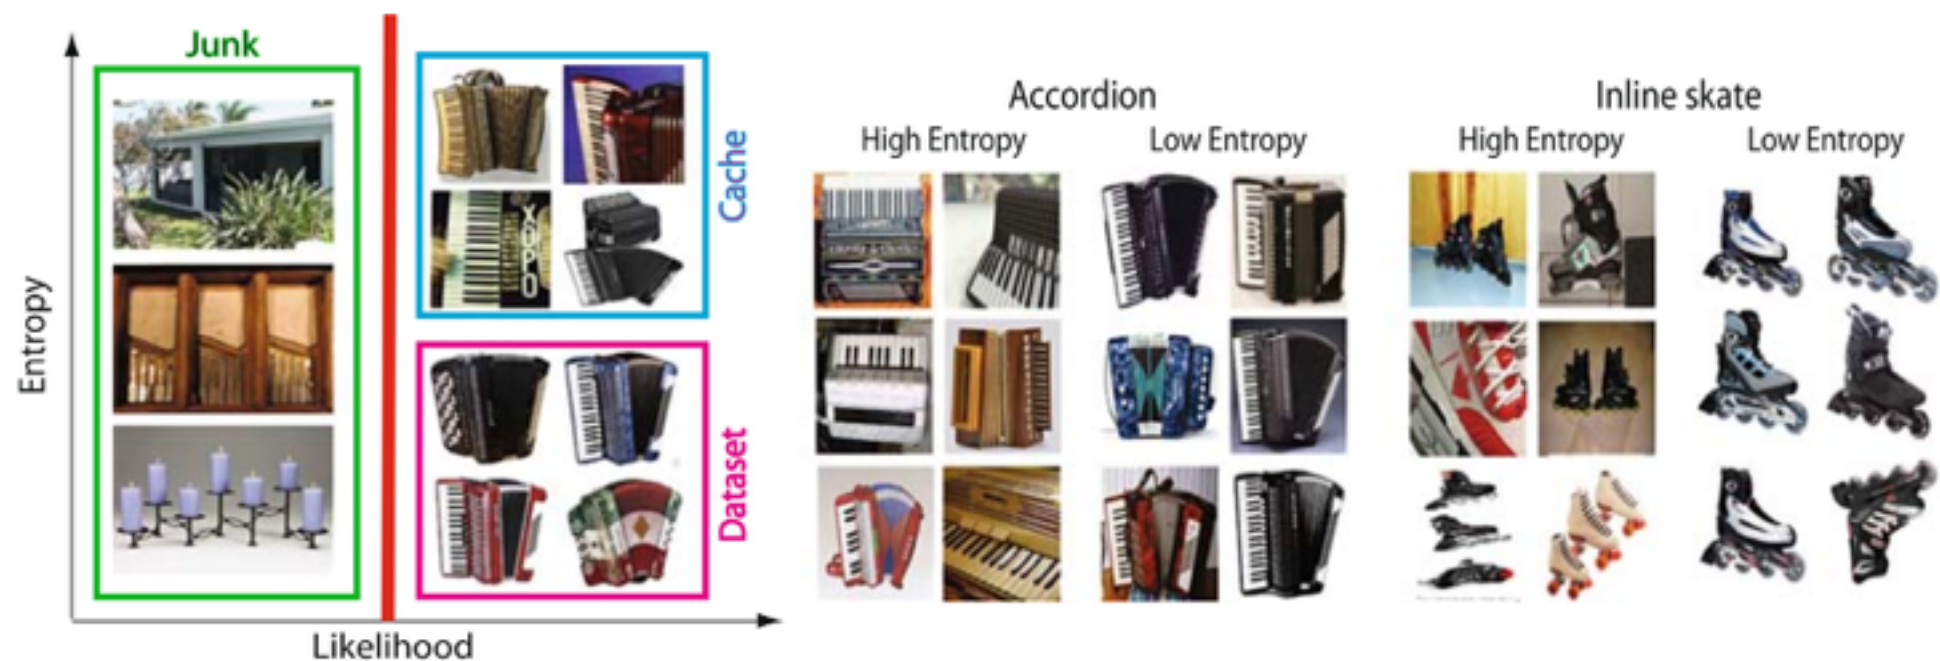 Junk
Cache
Dataset
Entropy
Likelihood
Accordion
High Entropy
Low Entropy
Inline skate
High Entropy
Low Entropy